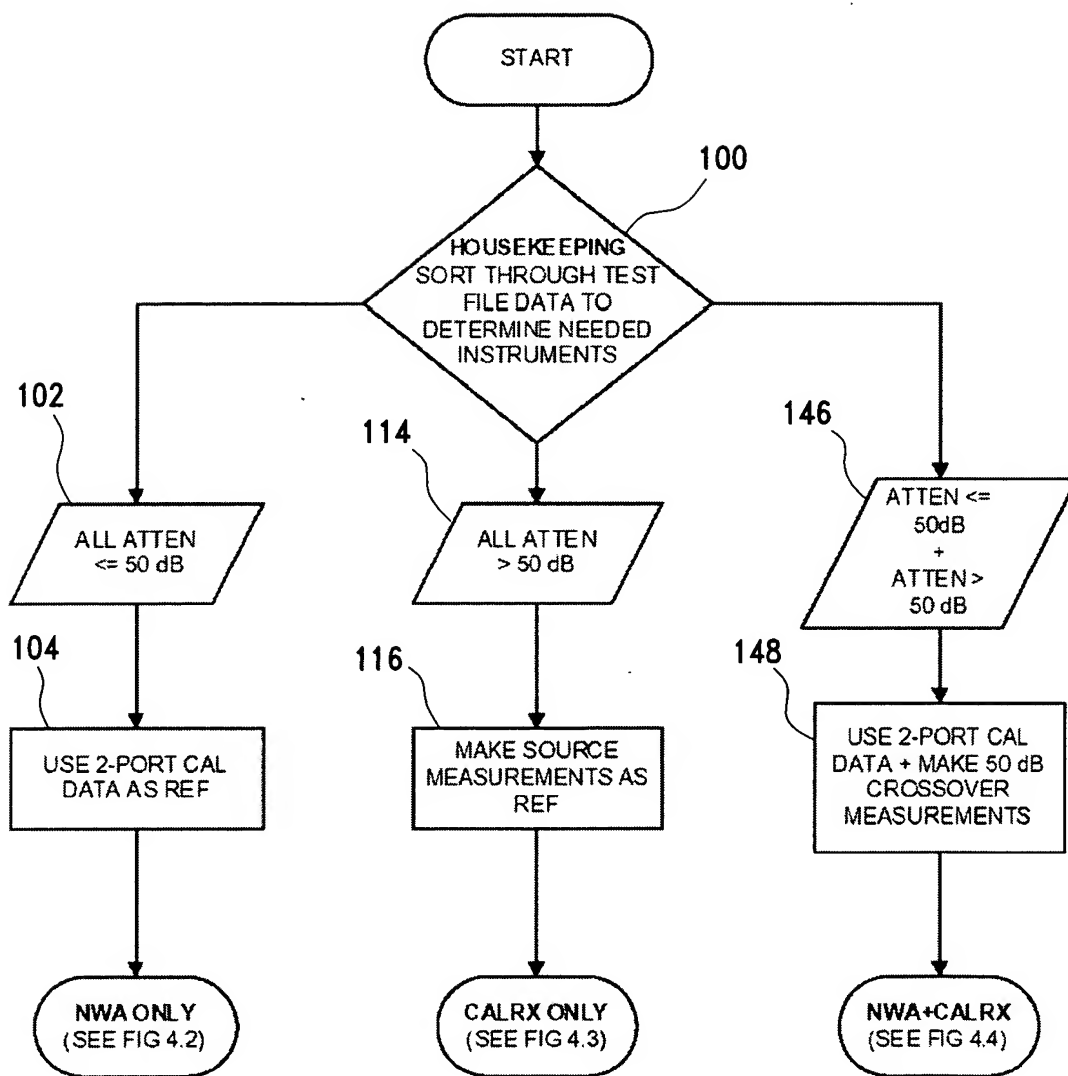 START
100
HOUSEKEEPING
SORT THROUGH TEST
FILE DATA TO
DETERMINE NEEDED
INSTRUMENTS
102
ALL ATTEN
<= 50 dB
114
ALL ATTEN
> 50 dB
146
ATTEN <=
50dB
+
ATTEN >
50 dB
104
USE 2-PORT CAL
DATA AS REF
116
MAKE SOURCE
MEASUREMENTS AS
REF
148
USE 2-PORT CAL
DATA + MAKE 50 dB
CROSSOVER
MEASUREMENTS
NWA ONLY
(SEE FIG 4.2)
CALRX ONLY
(SEE FIG 4.3)
NWA+CALRX
(SEE FIG 4.4)